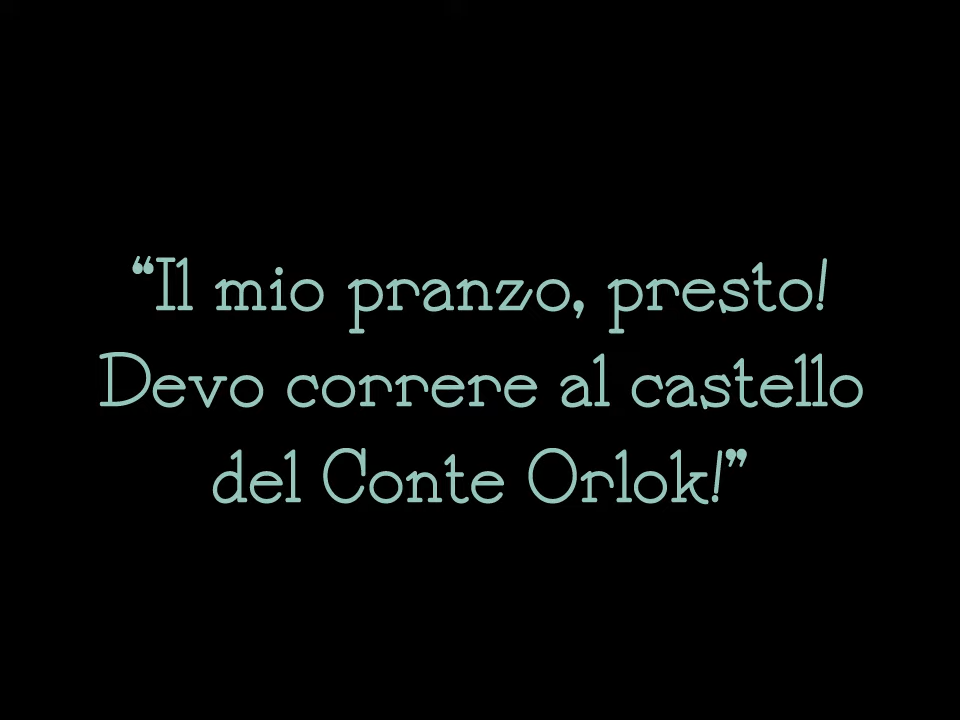 “Il mio pranzo, presto!
Devo correre al castello
del Conte Orlok!”